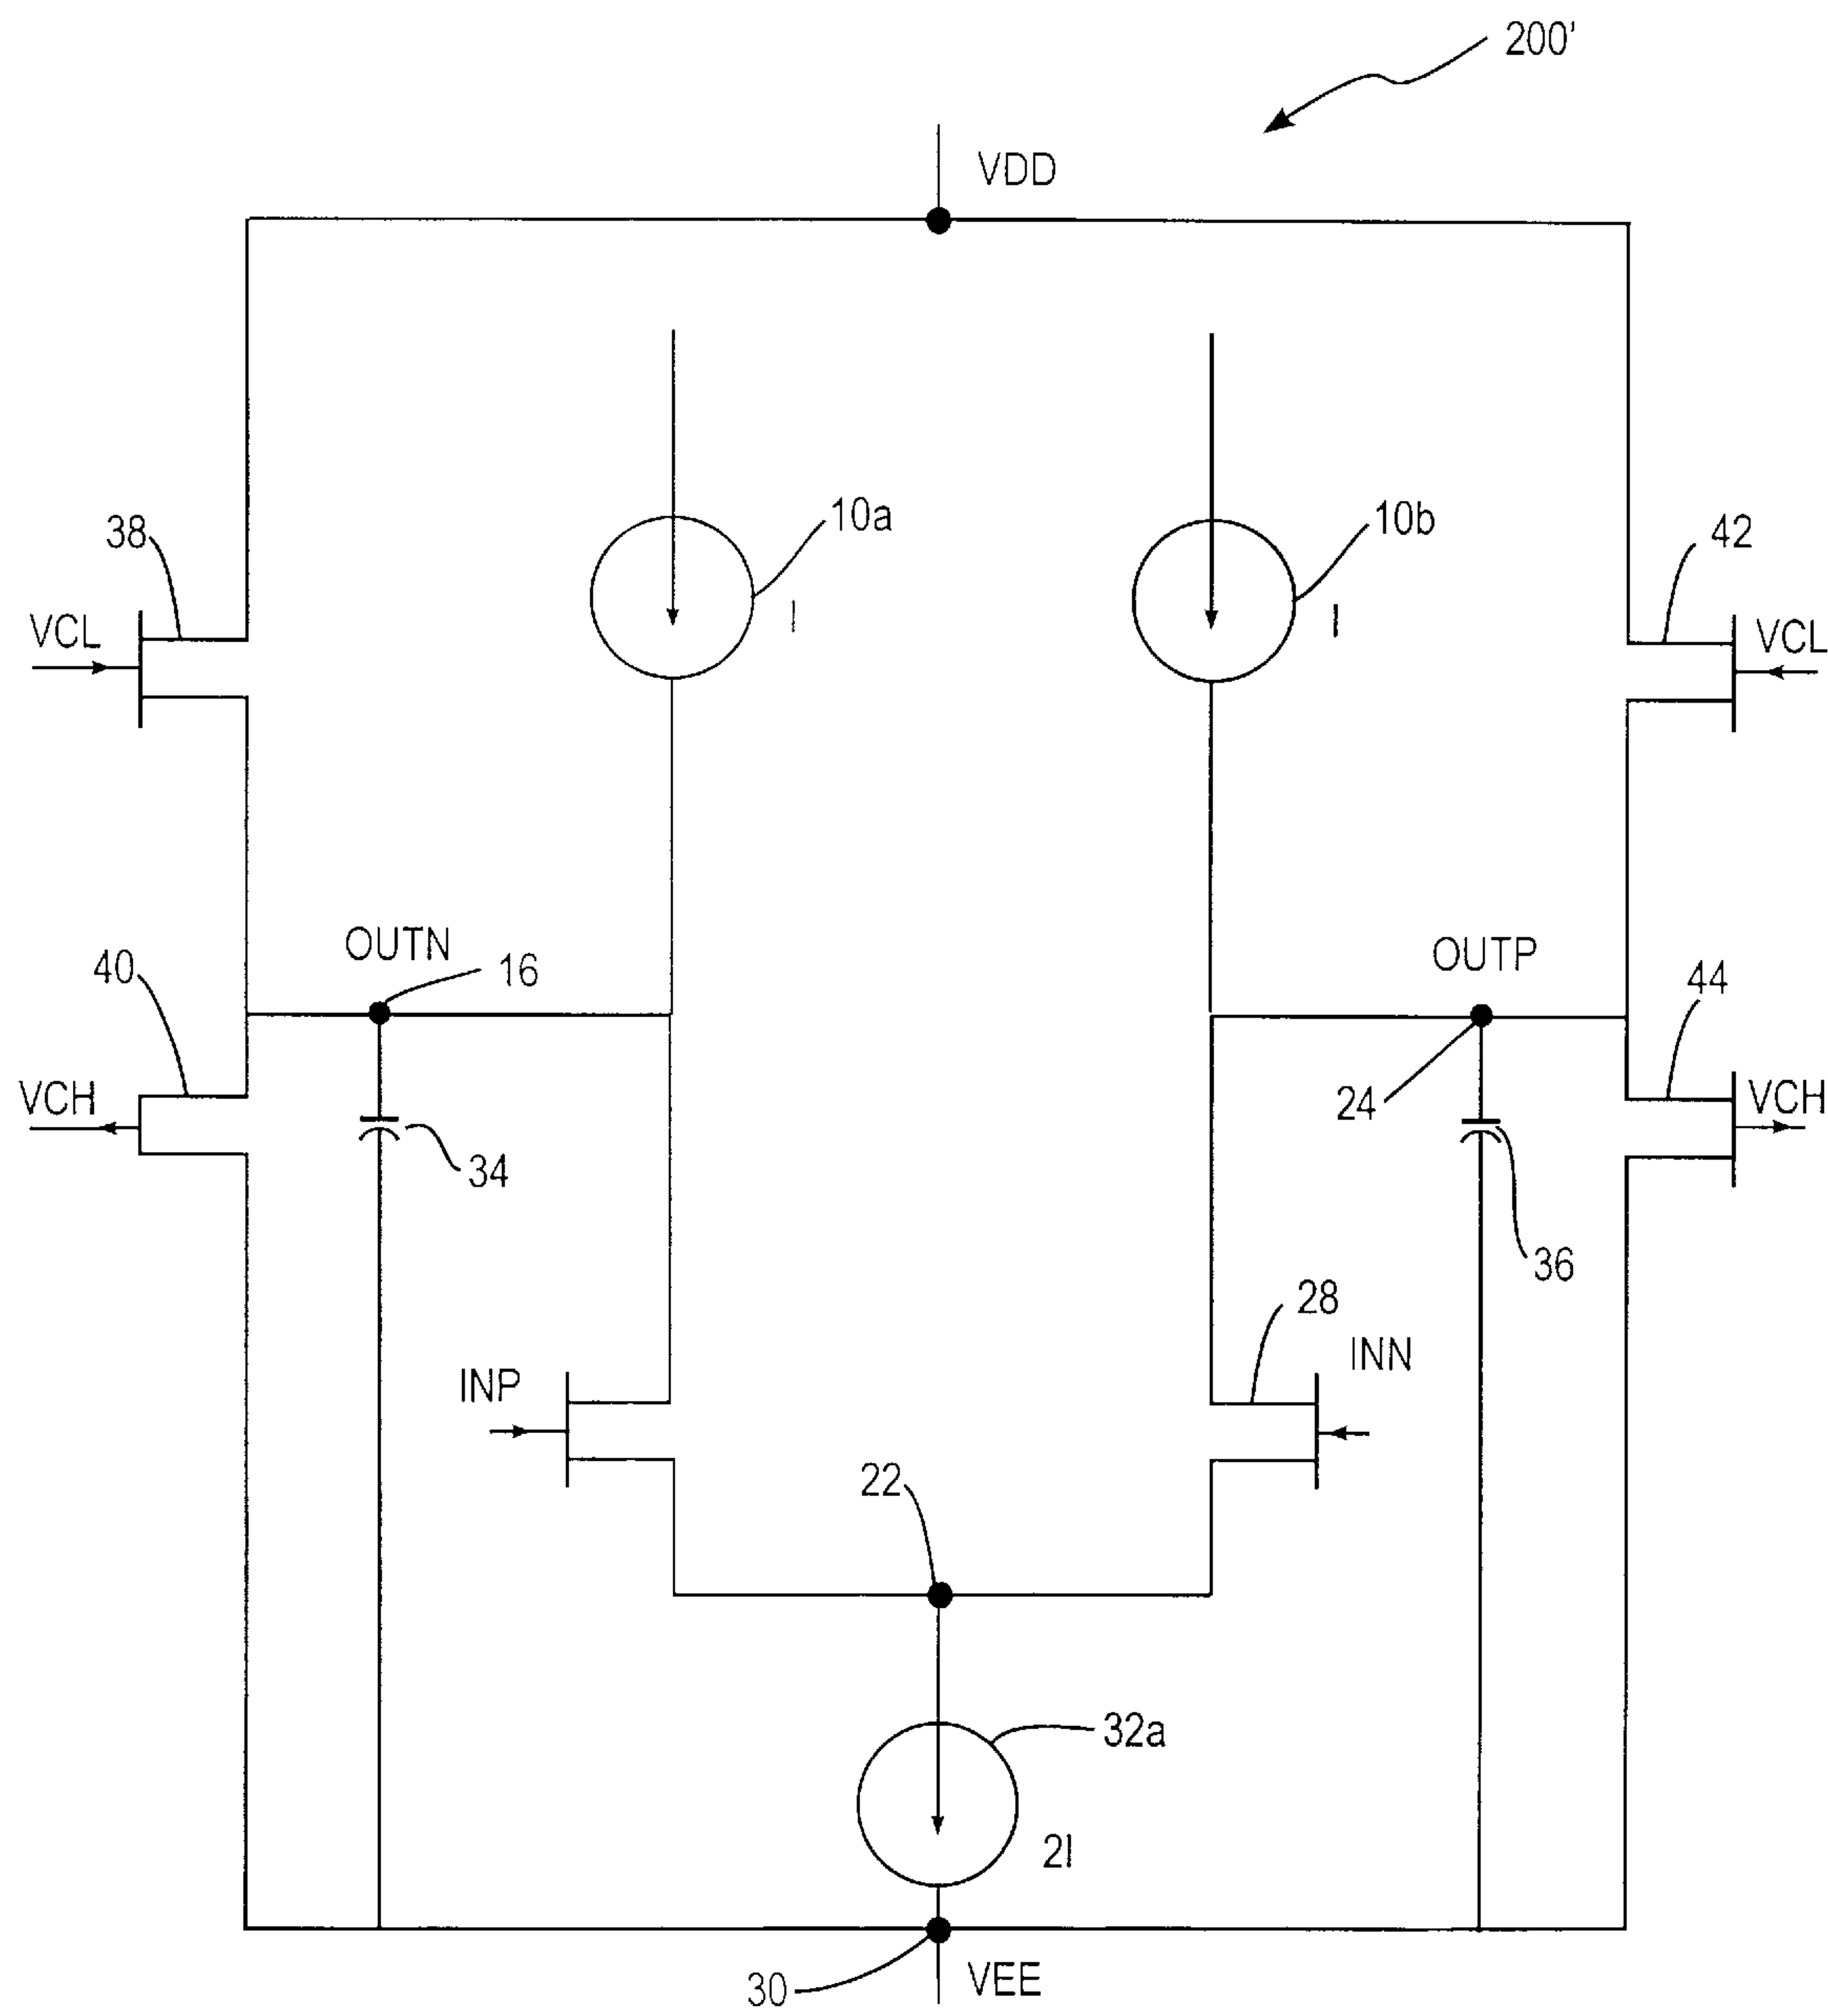 200'
VDD
10a
10b
38
42
VCL
I
I
VCL
OUTN
16
OUTP
40
44
VCH
24
VCH
34
36
28
INP
INN
22
32a
2I
30
VEE